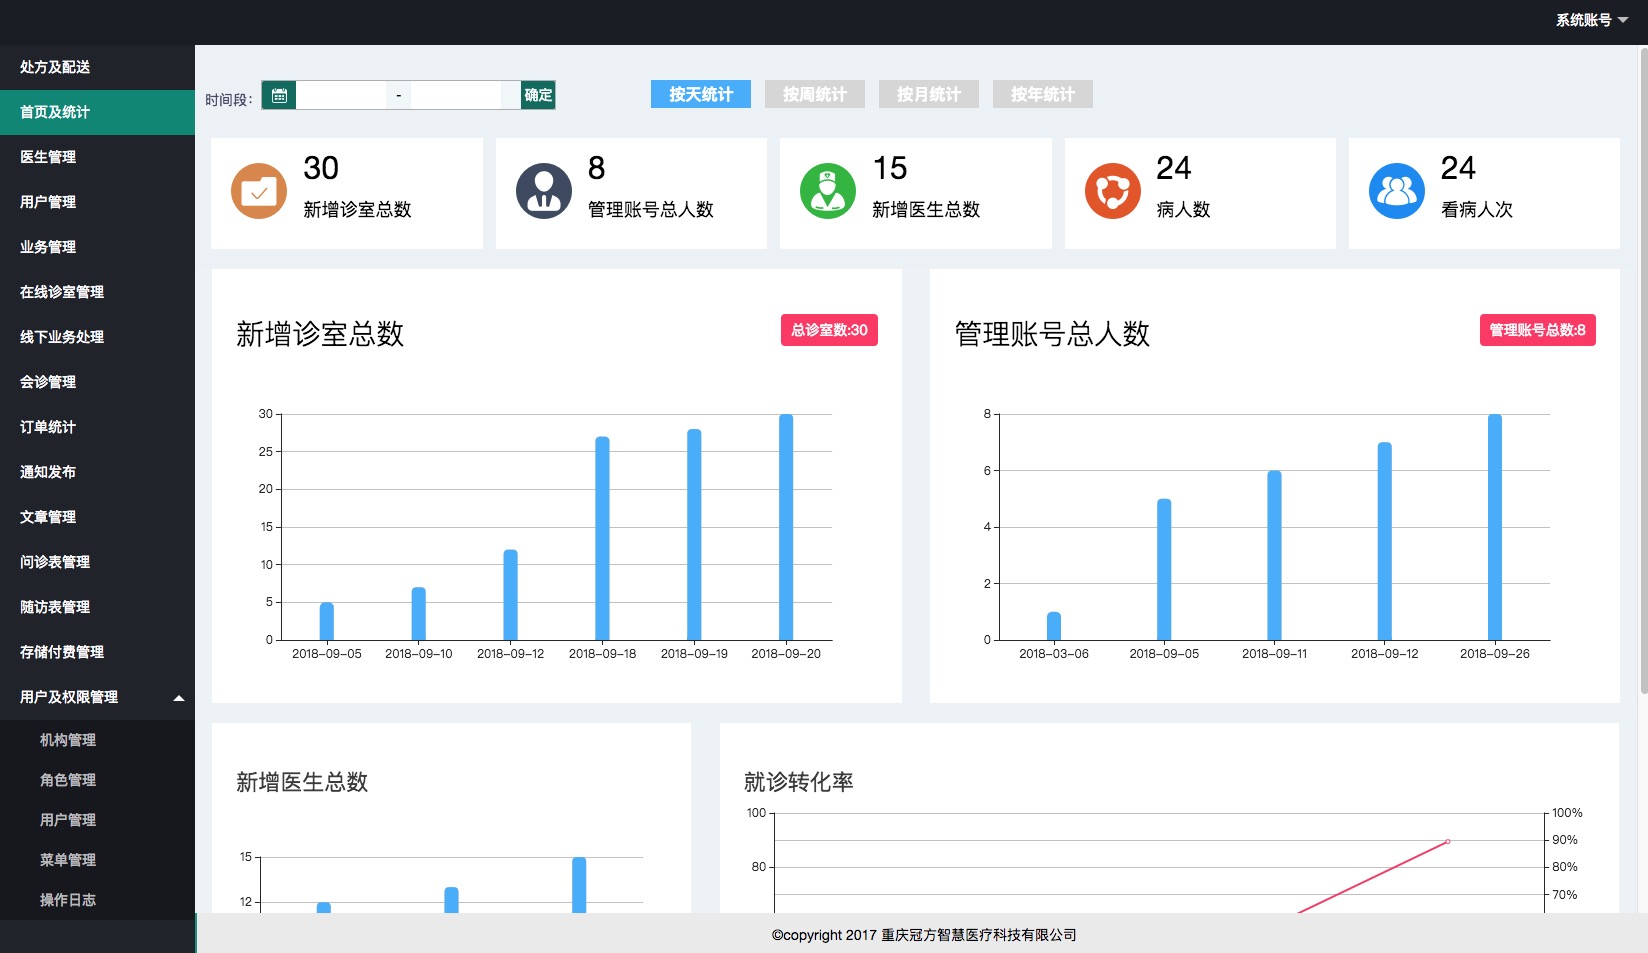 系统账号
处方及配送
首页及统计
医生管理
用户管理
业务管理
在线诊室管理
线下业务处理
会诊管理
订单统计
通知发布
文章管理
问诊表管理
随访表管理
存储付费管理
用户及权限管理
机构管理
角色管理
用户管理
菜单管理
操作日志
时间段: - 确定 按天统计 按周统计 按月统计 按年统计
30
新增诊室总数
8
管理账号总人数
15
新增医生总数
24
病人数
24
看病人次
新增诊室总数
总诊室数:30
30
25
20
15
10
5
0
2018-09-05 2018-09-10 2018-09-12 2018-09-18 2018-09-19 2018-09-20
管理账号总人数
管理账号总数:8
8
6
4
2
0
2018-03-06 2018-09-05 2018-09-11 2018-09-12 2018-09-26
新增医生总数
15
12
就诊转化率
100 100%
90%
80 80%
70%
©copyright 2017 重庆冠方智慧医疗科技有限公司